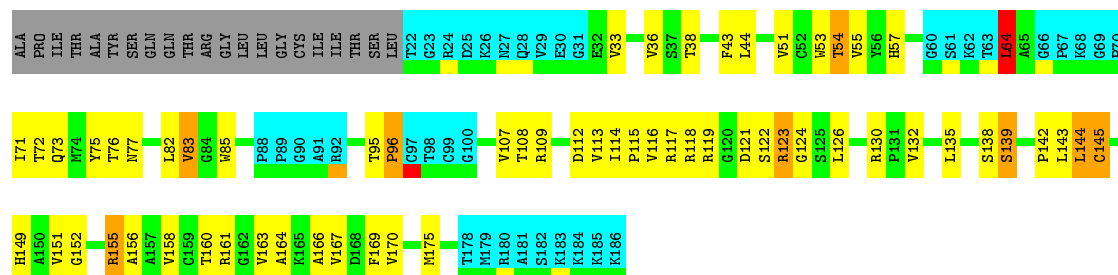 ALA PRO ILE THR ALA TYR SER GLN GLN THR ARG GLY LEU LEU GLY CYS ILE ILE THR SER LEU T22 G23 R24 D25 K26 N27 Q28 V29 E30 G31 E32 V33 V36 S37 T38 F43 L44 V51 C52 W53 T54 V55 Y56 H57 G60 S61 K62 T63 L64 A65 G66 P67 K68 G69 P70
I71 T72 Q73 M74 Y75 T76 N77 L82 V83 G84 W85 P88 P89 G90 A91 R92 T95 P96 C97 T98 C99 G100 V107 T108 R109 D112 V113 I114 P115 V116 R117 R118 R119 G120 D121 S122 R123 G124 S125 L126 R130 P131 V132 L135 S138 S139 P142 L143 L144 C145
H149 A150 V151 G152 R155 A156 A157 V158 C159 T160 R161 G162 V163 A164 K165 A166 V167 D168 F169 V170 M175 T178 M179 R180 A181 S182 K183 K184 K185 K186